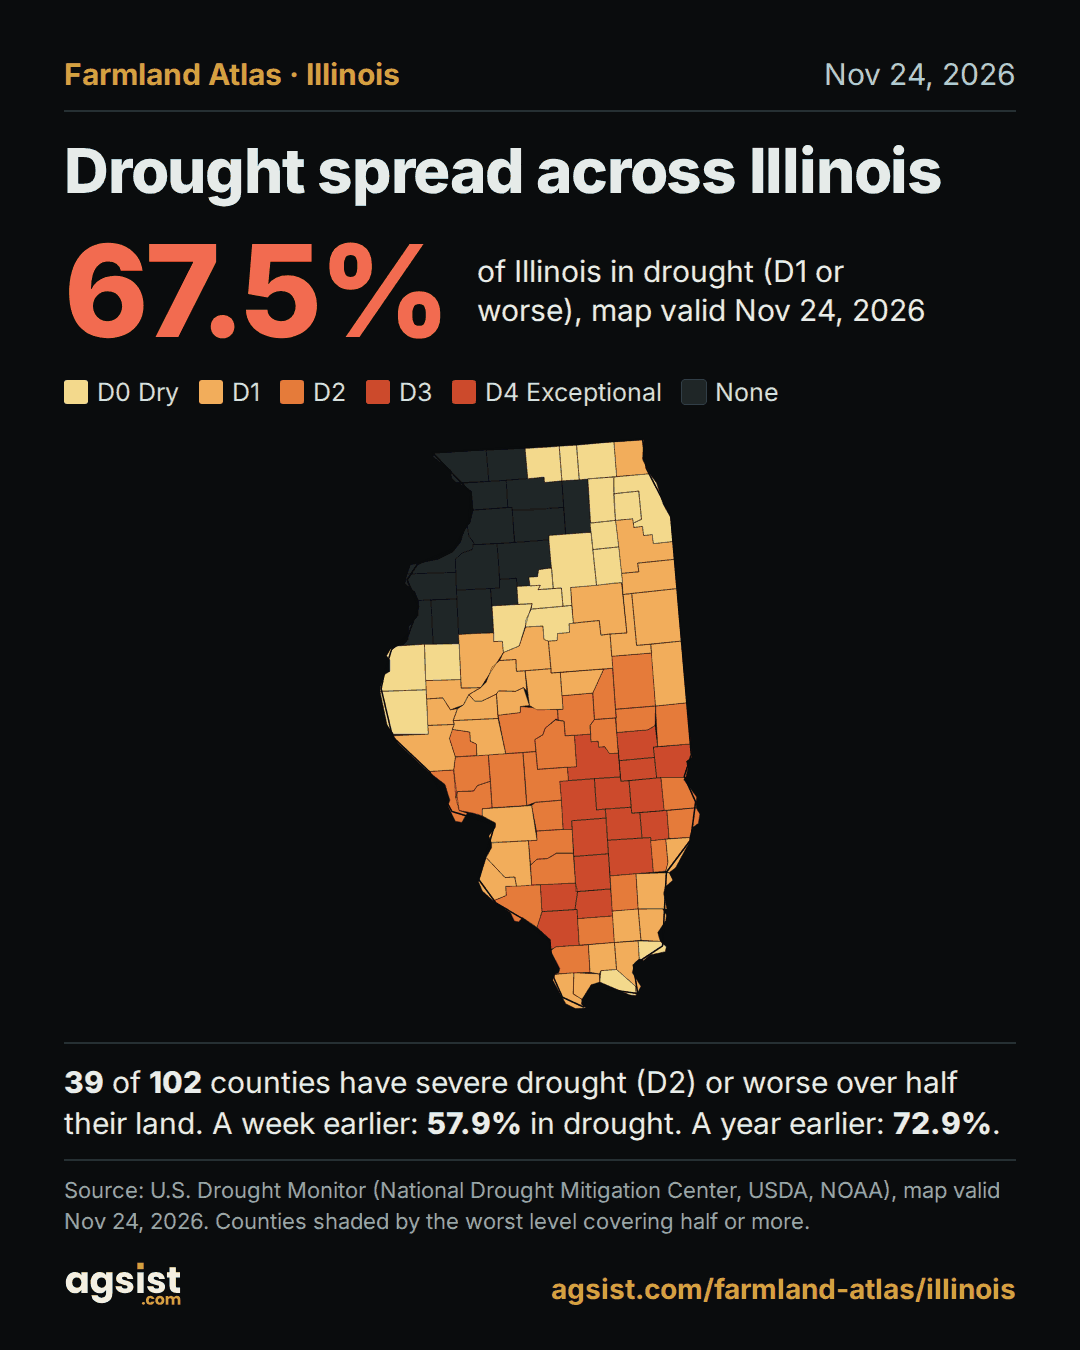 Farmland Atlas · Illinois
Nov 24, 2026
Drought spread across Illinois
67.5%
of Illinois in drought (D1 or
worse), map valid Nov 24, 2026
D0 Dry D1 D2 D3 D4 Exceptional None
39 of 102 counties have severe drought (D2) or worse over half
their land. A week earlier: 57.9% in drought. A year earlier: 72.9%.
Source: U.S. Drought Monitor (National Drought Mitigation Center, USDA, NOAA), map valid
Nov 24, 2026. Counties shaded by the worst level covering half or more.
agsist
.com
agsist.com/farmland-atlas/illinois